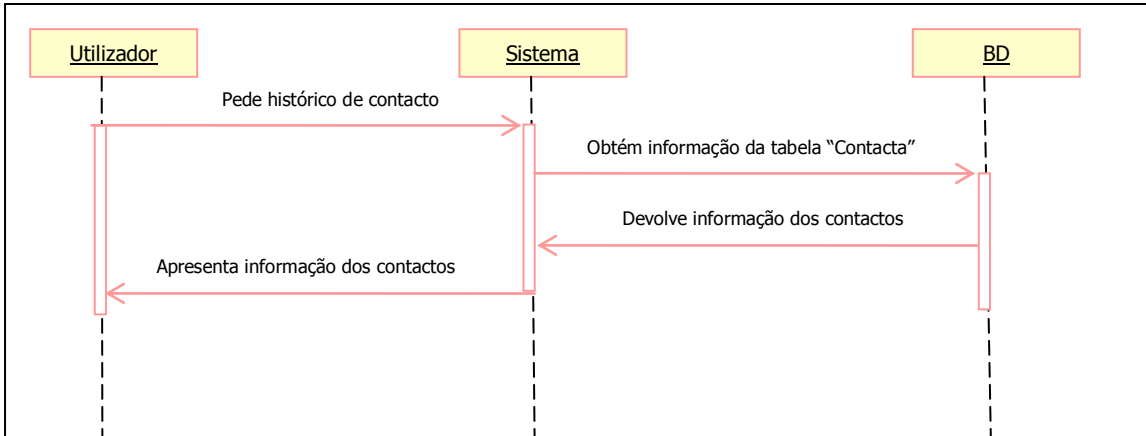 Utilizador
Sistema
BD
Pede histórico de contacto
Obtém informação da tabela “Contacta”
Devolve informação dos contactos
Apresenta informação dos contactos